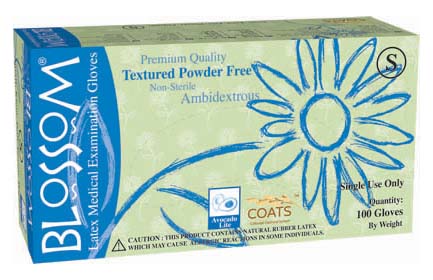 BLOSSOM®
Latex Medical Examination Gloves
Premium Quality
Textured Powder Free
Non-Sterile
Ambidextrous
S
Avocado
Lite
COATS
Single Use Only
Quantity:
100 Gloves
By Weight
CAUTION : THIS PRODUCT CONTAINS NATURAL RUBBER LATEX
WHICH MAY CAUSE ALLERGIC REACTIONS IN SOME INDIVIDUALS.